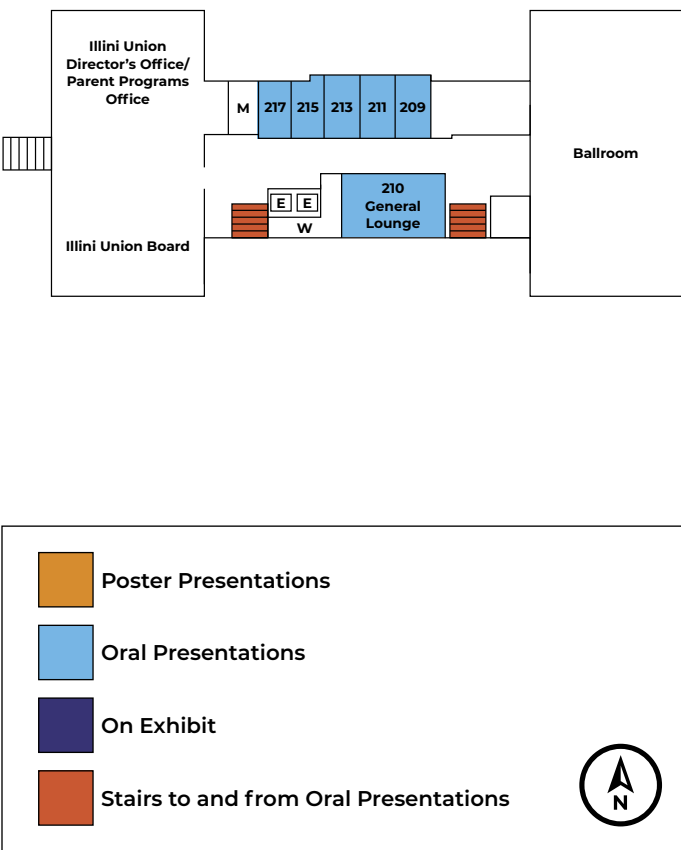 Illini Union
Director's Office/
Parent Programs
Office
M
217
215
213
211
209
Ballroom
210
General
Lounge
E
E
W
Illini Union Board
Poster Presentations
Oral Presentations
On Exhibit
Stairs to and from Oral Presentations
N